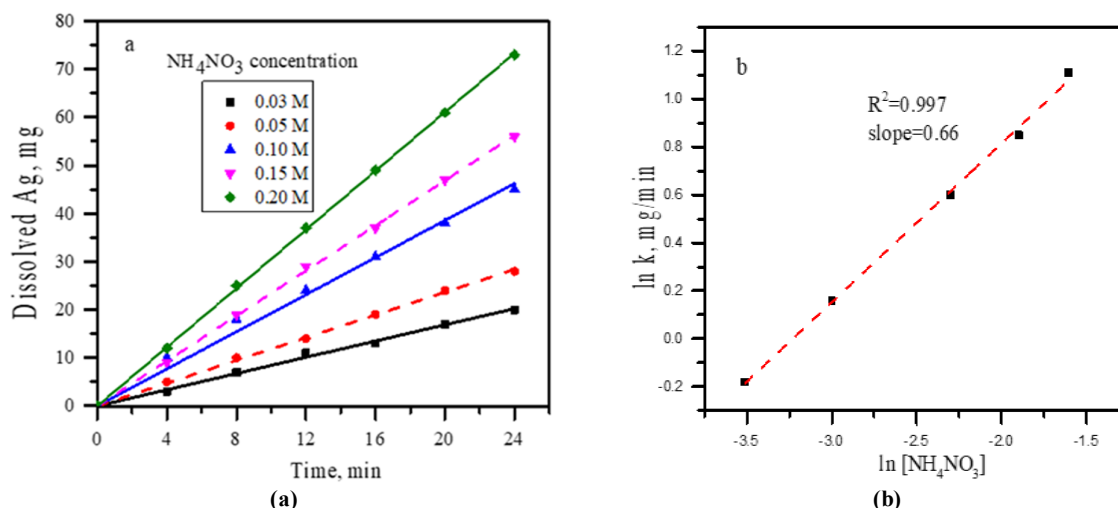 a
NH4NO3 concentration
0.03 M
0.05 M
0.10 M
0.15 M
0.20 M
Dissolved Ag, mg
80
70
60
50
40
30
20
10
0
0 4 8 12 16 20 24
Time, min
(a)
b
R²=0.997
slope=0.66
ln k, mg/min
1.2
1.0
0.8
0.6
0.4
0.2
0.0
-0.2
-3.5 -3.0 -2.5 -2.0 -1.5
ln [NH4NO3]
(b)